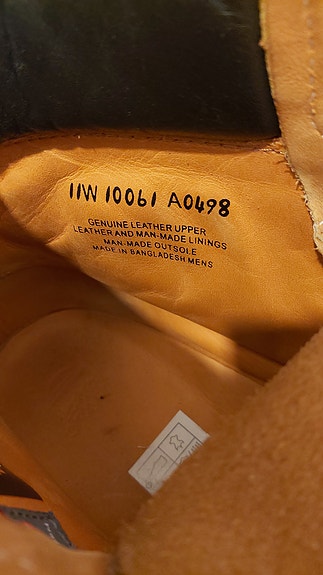 11W 10061 A0498
GENUINE LEATHER UPPER
LEATHER AND MAN-MADE LININGS
MAN-MADE OUTSOLE
MADE IN BANGLADESH MENS